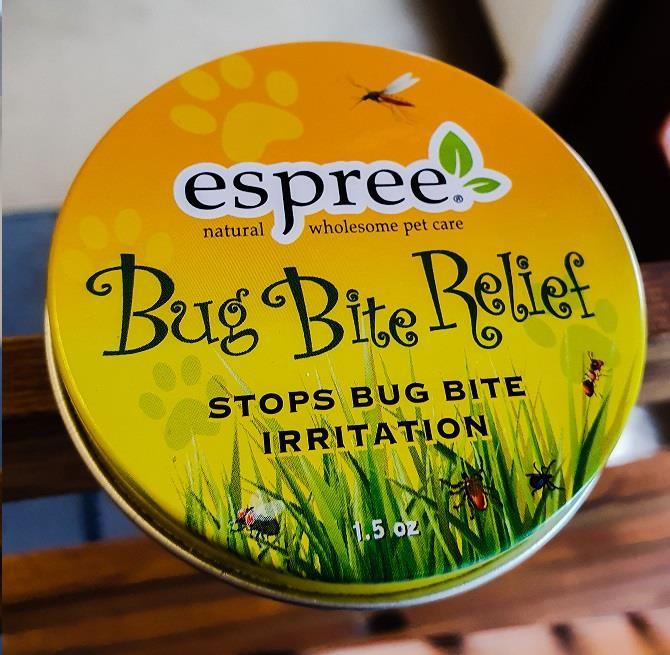 espree®
natural wholesome pet care
Bug Bite Relief
STOPS BUG BITE
IRRITATION
1.5 oz